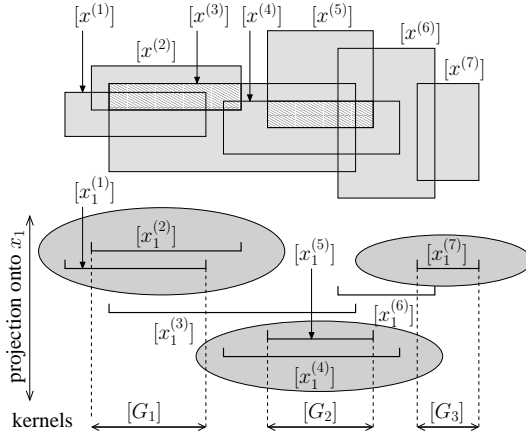 [x^{(1)}]
[x^{(2)}]
[x^{(3)}]
[x^{(4)}]
[x^{(5)}]
[x^{(6)}]
[x^{(7)}]
projection onto x_1
[x_1^{(1)}]
[x_1^{(2)}]
[x_1^{(5)}]
[x_1^{(7)}]
[x_1^{(3)}]
[x_1^{(6)}]
[x_1^{(4)}]
kernels
[G_1]
[G_2]
[G_3]